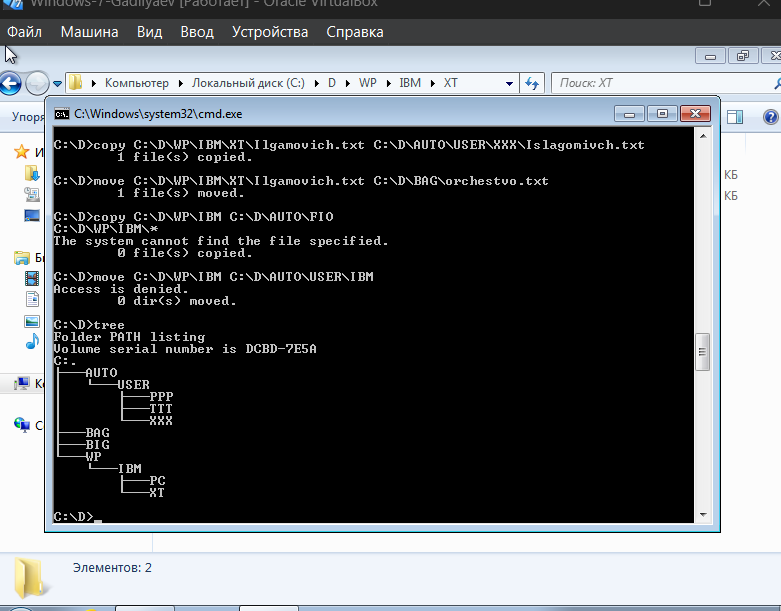 Windows-7-Gadilyaev [Работает] - Oracle VirtualBox
Файл Машина Вид Ввод Устройства Справка
Компьютер Локальный диск (C:) D WP IBM XT Поиск: XT
Упоря
C:\Windows\system32\cmd.exe
C:\D>copy C:\D\WP\IBM\XT\Ilgamovich.txt C:\D\AUTO\USER\XXX\Islagomivch.txt
1 file(s) copied.
C:\D>move C:\D\WP\IBM\XT\Ilgamovich.txt C:\D\BAG\orchestvo.txt
1 file(s) moved.
C:\D>copy C:\D\WP\IBM C:\D\AUTO\FIO
C:\D\WP\IBM\*
The system cannot find the file specified.
0 file(s) copied.
C:\D>move C:\D\WP\IBM C:\D\AUTO\USER\IBM
Access is denied.
0 dir(s) moved.
C:\D>tree
Folder PATH listing
Volume serial number is DCBD-7E5A
C:.
├───AUTO
│   └───USER
│       ├───PPP
│       ├───TTT
│       └───XXX
├───BAG
├───BIG
└───WP
    └───IBM
        ├───PC
        └───XT
C:\D>_
И
Би
Ко
С
КБ
КБ
Элементов: 2